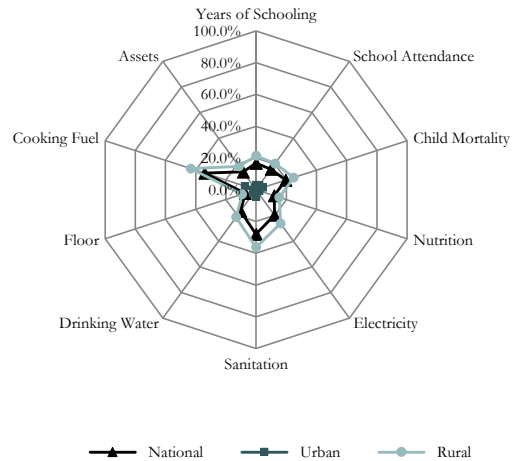 Years of Schooling
100.0%
Assets
School Attendance
80.0%
60.0%
40.0%
Cooking Fuel
Child Mortality
20.0%
0.0%
Floor
Nutrition
Drinking Water
Electricity
Sanitation
National Urban Rural